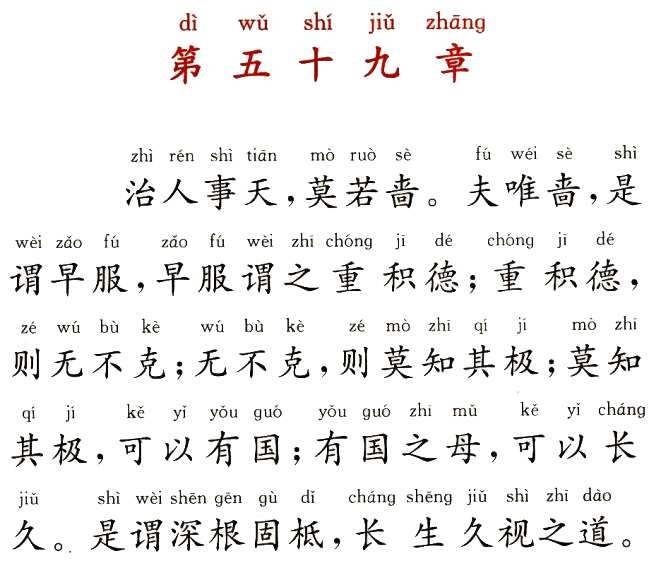 dì wǔ shí jiǔ zhāng
第五十九章
zhì rén shì tiān mò ruò sè fú wéi sè shì
治人事天，莫若啬。夫唯啬，是
wèi zǎo fú zǎo fú wèi zhī chóng jī dé chóng jī dé
谓早服，早服谓之重积德；重积德，
zé wú bù kè wú bù kè zé mò zhī qí jí mò zhī
则无不克；无不克，则莫知其极；莫知
qí jí kě yǐ yǒu guó yǒu guó zhī mǔ kě yǐ cháng
其极，可以有国；有国之母，可以长
jiǔ shì wèi shēn gēn gù dǐ cháng shēng jiǔ shì zhī dào
久。是谓深根固柢，长生久视之道。